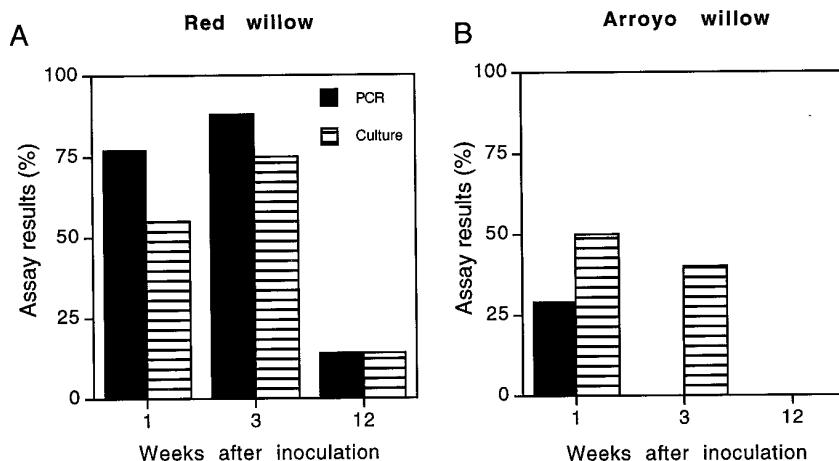 A
Red willow
100
75
50
25
0
Assay results (%)
PCR
Culture
1 3 12
Weeks after inoculation
B
Arroyo willow
100
75
50
25
0
Assay results (%)
1 3 12
Weeks after inoculation